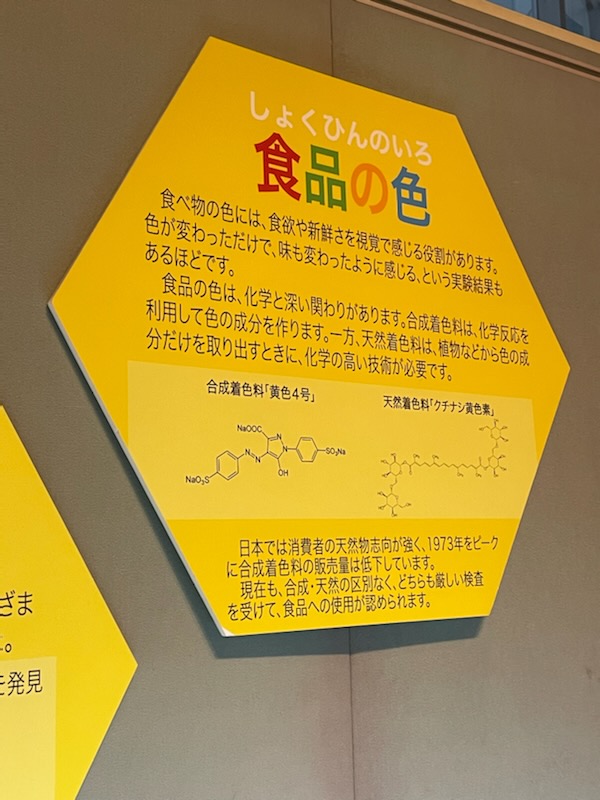 しょくひんのいろ
食品の色
食べ物の色には、食欲や新鮮さを視覚で感じる役割があります。
色が変わっただけで、味も変わったように感じる、という実験結果も
あるほどです。
食品の色は、化学と深い関わりがあります。合成着色料は、化学反応を
利用して色の成分を作ります。一方、天然着色料は、植物などから色の成
分だけを取り出すときに、化学の高い技術が必要です。
合成着色料「黄色4号」
NaOOC
N
N
N=N
OH
SO₃Na
NaO₃S
天然着色料「クチナシ黄色素」
日本では消費者の天然物志向が強く、1973年をピーク
に合成着色料の販売量は低下しています。
現在も、合成・天然の区別なく、どちらも厳しい検査
を受けて、食品への使用が認められます。
ざま
。
発見